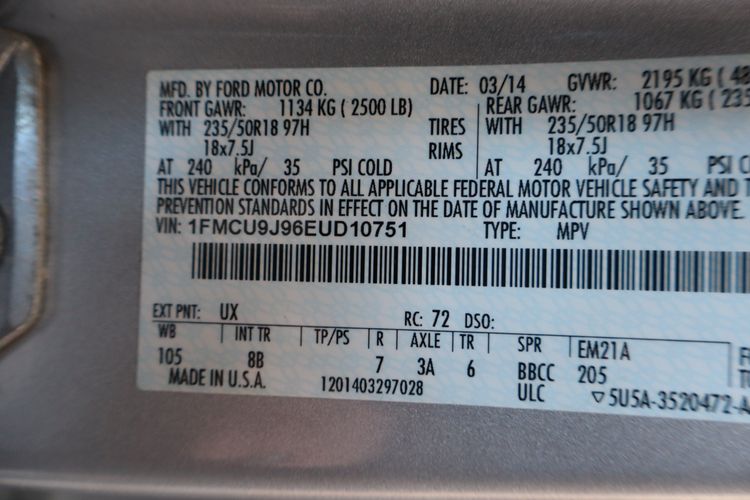 MFD. BY FORD MOTOR CO. DATE: 03/14 GVWR: 2195 KG (
FRONT GAWR: 1134 KG (2500 LB) REAR GAWR: 1067 KG (235
WITH 235/50R18 97H TIRES WITH 235/50R18 97H
18x7.5J RIMS 18x7.5J
AT 240 kPa/ 35 PSI COLD AT 240 kPa/ 35 PSI C
THIS VEHICLE CONFORMS TO ALL APPLICABLE FEDERAL MOTOR VEHICLE SAFETY AND T
PREVENTION STANDARDS IN EFFECT ON THE DATE OF MANUFACTURE SHOWN ABOVE.
VIN: 1FMCU9J96EUD10751 TYPE: MPV
EXT PNT: UX RC: 72 DSO:
WB INT TR TP/PS R AXLE TR SPR EM21A
105 8B 7 3A 6 BBCC 205
MADE IN U.S.A. 1201403297028 ULC ▽5U5A-3520472-A